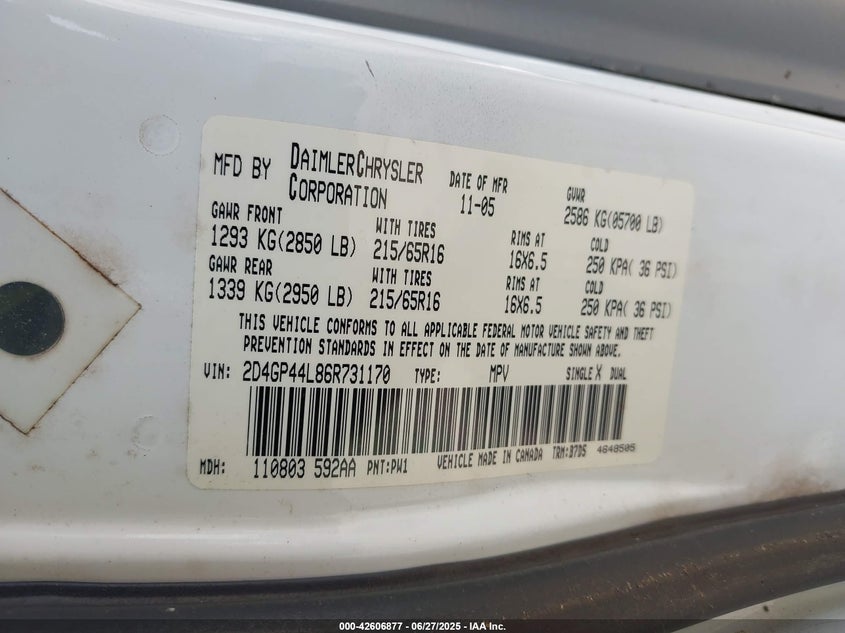 MFD BY DAIMLERCHRYSLER CORPORATION DATE OF MFR 11-05 GVWR 2586 KG(05700 LB)
GAWR FRONT WITH TIRES RIMS AT COLD
1293 KG(2850 LB) 215/65R16 16X6.5 250 KPA( 36 PSI)
GAWR REAR WITH TIRES RIMS AT COLD
1339 KG(2950 LB) 215/65R16 16X6.5 250 KPA( 36 PSI)
THIS VEHICLE CONFORMS TO ALL APPLICABLE FEDERAL MOTOR VEHICLE SAFETY AND THEFT
PREVENTION STANDARDS IN EFFECT ON THE DATE OF MANUFACTURE SHOWN ABOVE.
VIN: 2D4GP44L86R731170 TYPE: MPV SINGLE X DUAL
MDH: 110803 592AA PNT:PW1 VEHICLE MADE IN CANADA TRM:B7D5 4648505
000-42606877 - 06/27/2025 - IAA Inc.